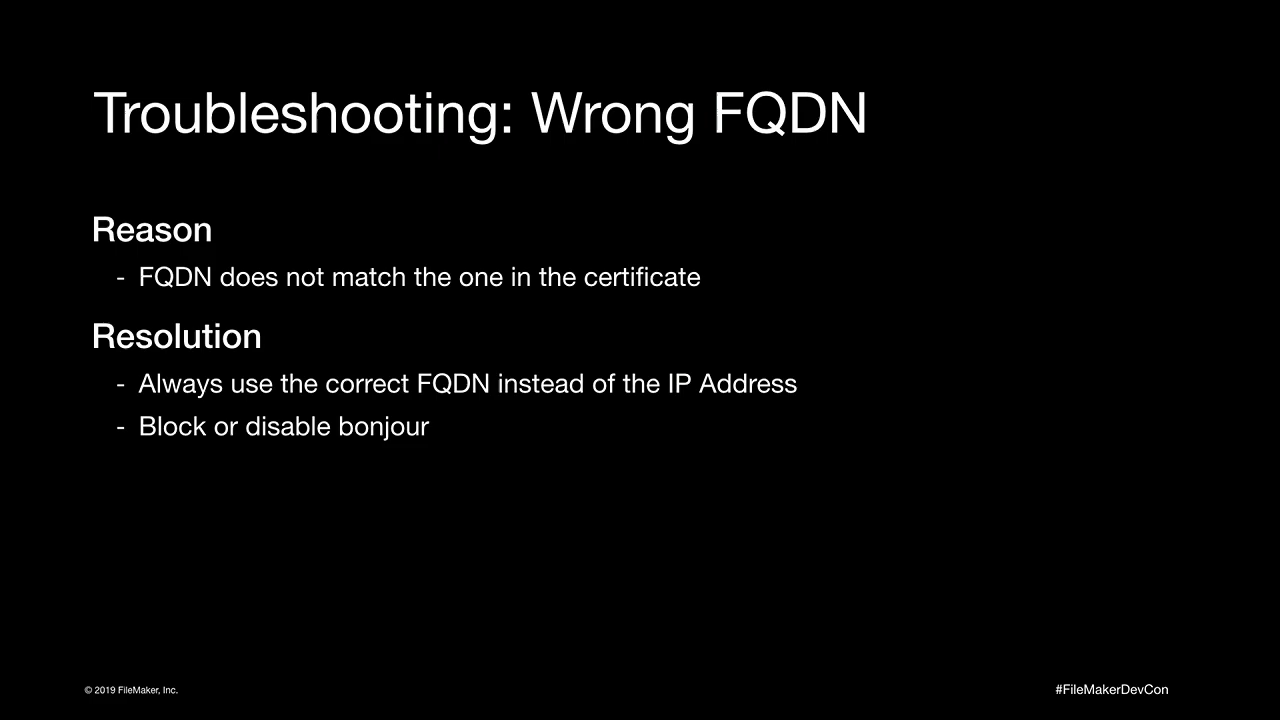 Troubleshooting: Wrong FQDN
Reason
- FQDN does not match the one in the certificate
Resolution
- Always use the correct FQDN instead of the IP Address
- Block or disable bonjour
© 2019 FileMaker, Inc.
#FileMakerDevCon